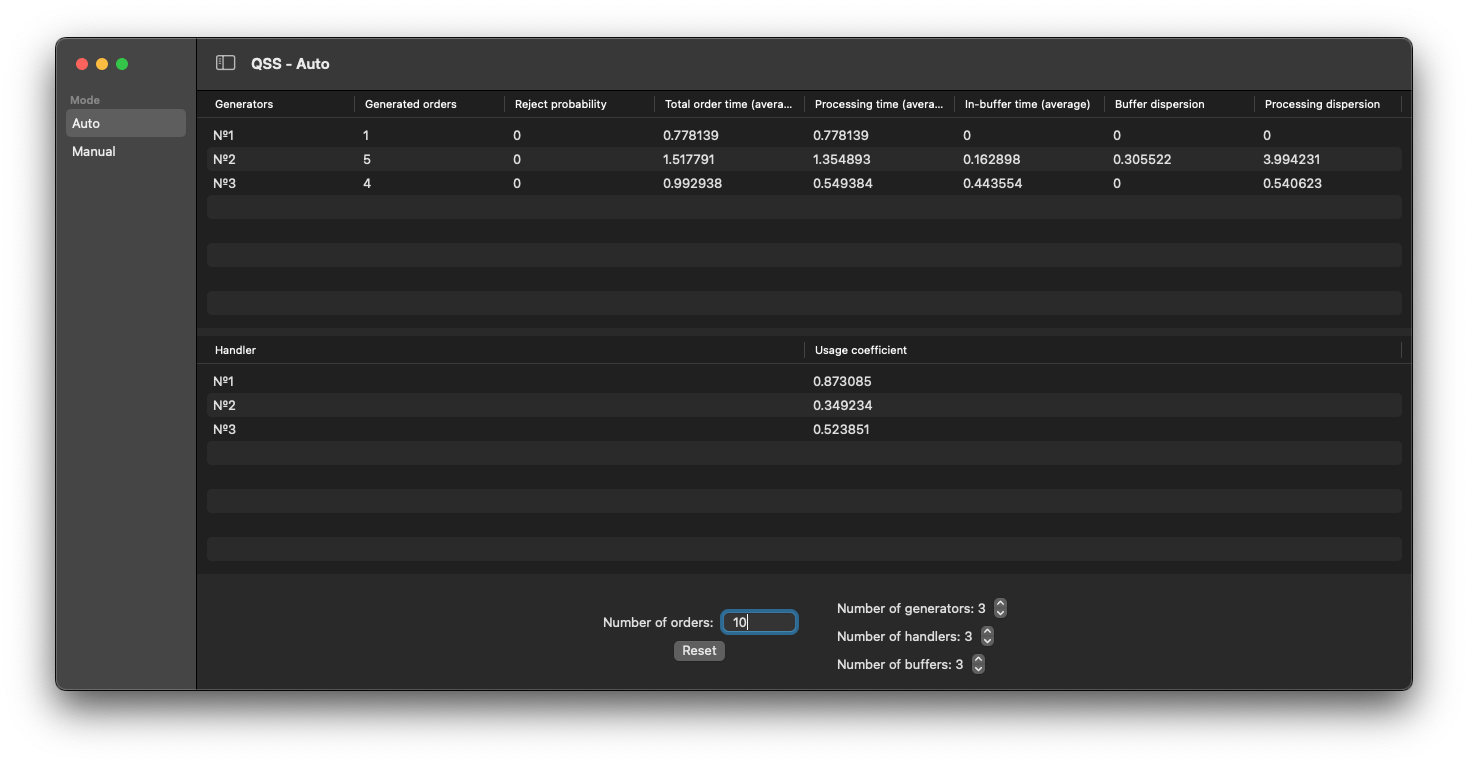 QSS - Auto
Mode
Auto
Manual
Generators Generated orders Reject probability Total order time (avera... Processing time (avera... In-buffer time (average) Buffer dispersion Processing dispersion
№1 1 0 0.778139 0.778139 0 0 0
№2 5 0 1.517791 1.354893 0.162898 0.305522 3.994231
№3 4 0 0.992938 0.549384 0.443554 0 0.540623
Handler Usage coefficient
№1 0.873085
№2 0.349234
№3 0.523851
Number of orders: 10
Reset
Number of generators: 3
Number of handlers: 3
Number of buffers: 3